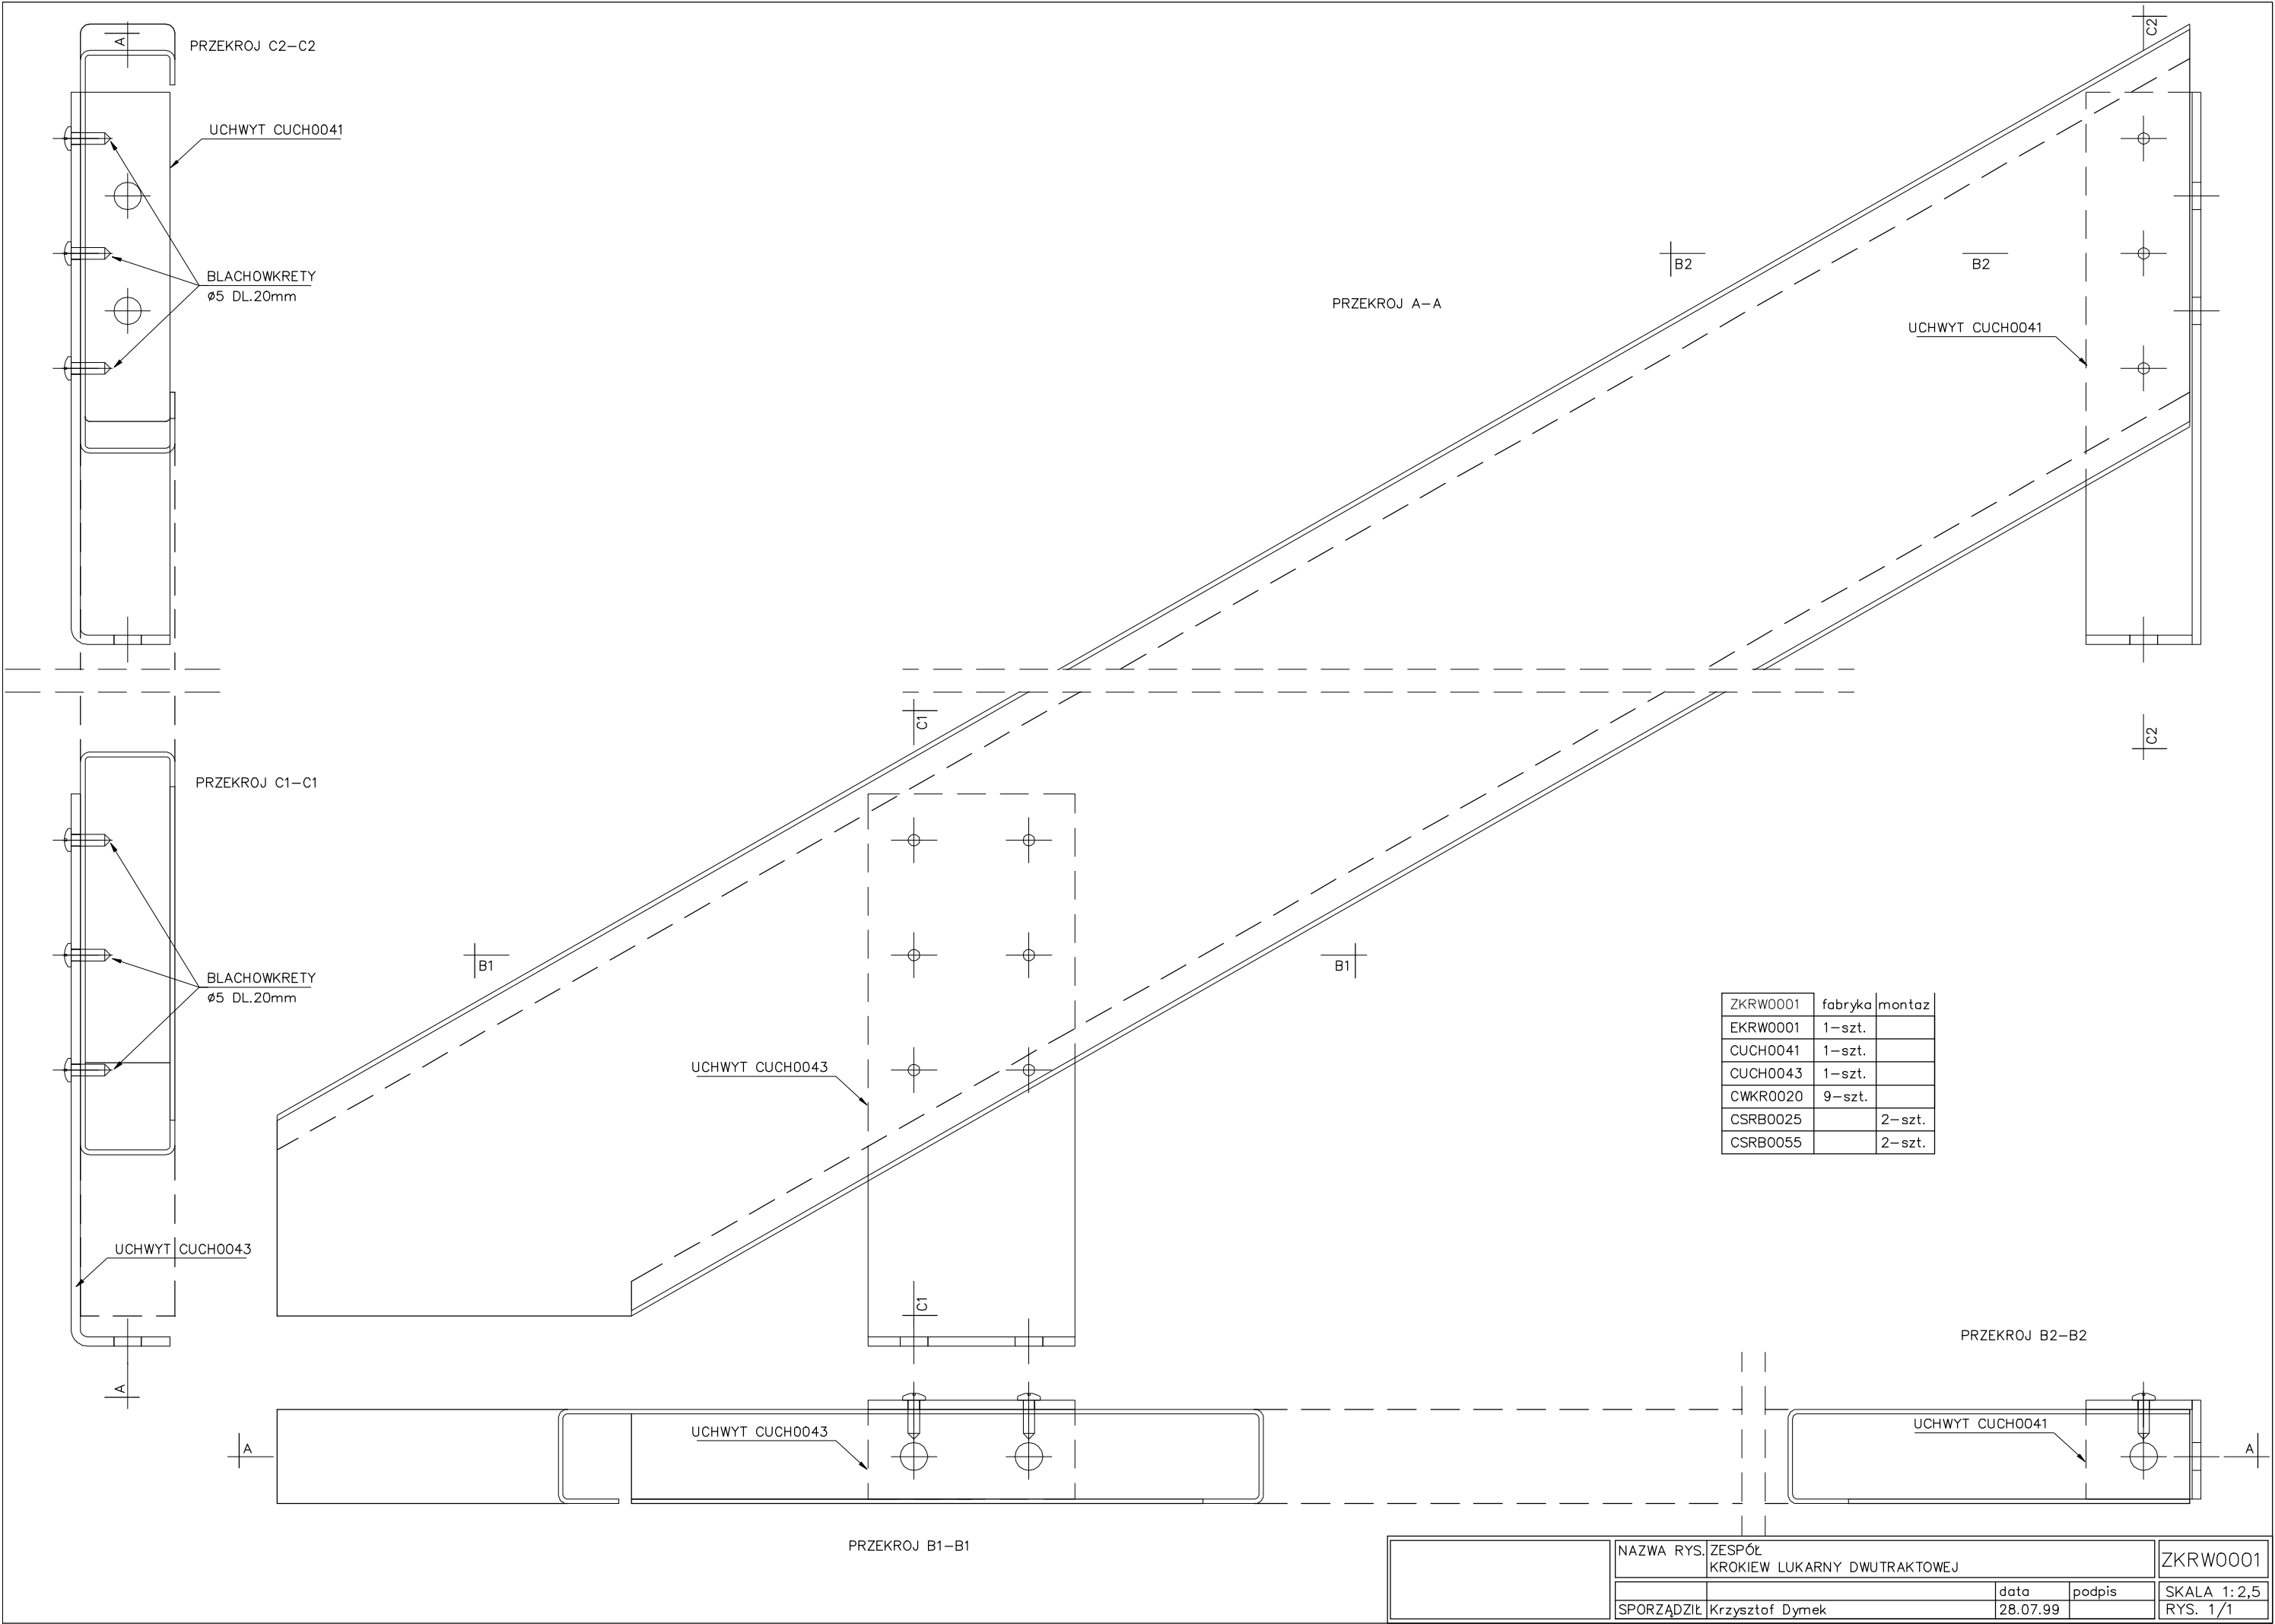 A
PRZEKROJ C2-C2
C2
UCHWYT CUCH0041
B2
B2
BLACHOWKRETY
ø5 DL.20mm
PRZEKROJ A-A
UCHWYT CUCH0041
C1
C2
PRZEKROJ C1-C1
B1
B1
BLACHOWKRETY
ø5 DL.20mm
ZKRW0001 fabryka montaz
EKRW0001 1-szt.
CUCH0041 1-szt.
CUCH0043 1-szt.
CWKR0020 9-szt.
CSRB0025 2-szt.
CSRB0055 2-szt.
UCHWYT CUCH0043
UCHWYT CUCH0043
C1
PRZEKROJ B2-B2
A
UCHWYT CUCH0043
UCHWYT CUCH0041
A
A
PRZEKROJ B1-B1
NAZWA RYS. ZESPÓŁ
KROKIEW LUKARNY DWUTRAKTOWEJ
ZKRW0001
data podpis SKALA 1:2,5
SPORZĄDZIŁ Krzysztof Dymek 28.07.99 RYS. 1/1